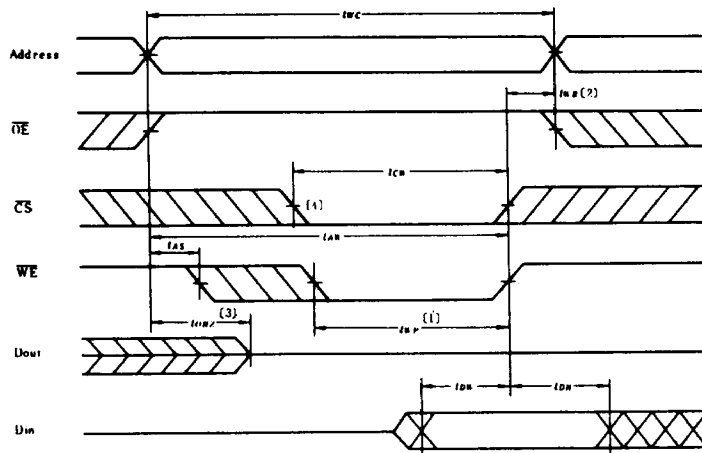 tWC
Address
tWR(2)
OE
tCW
CS
(4)
tAW
tAS
WE
(3)
tOHZ
(1)
tWP
Dout
tDW
tDH
Din